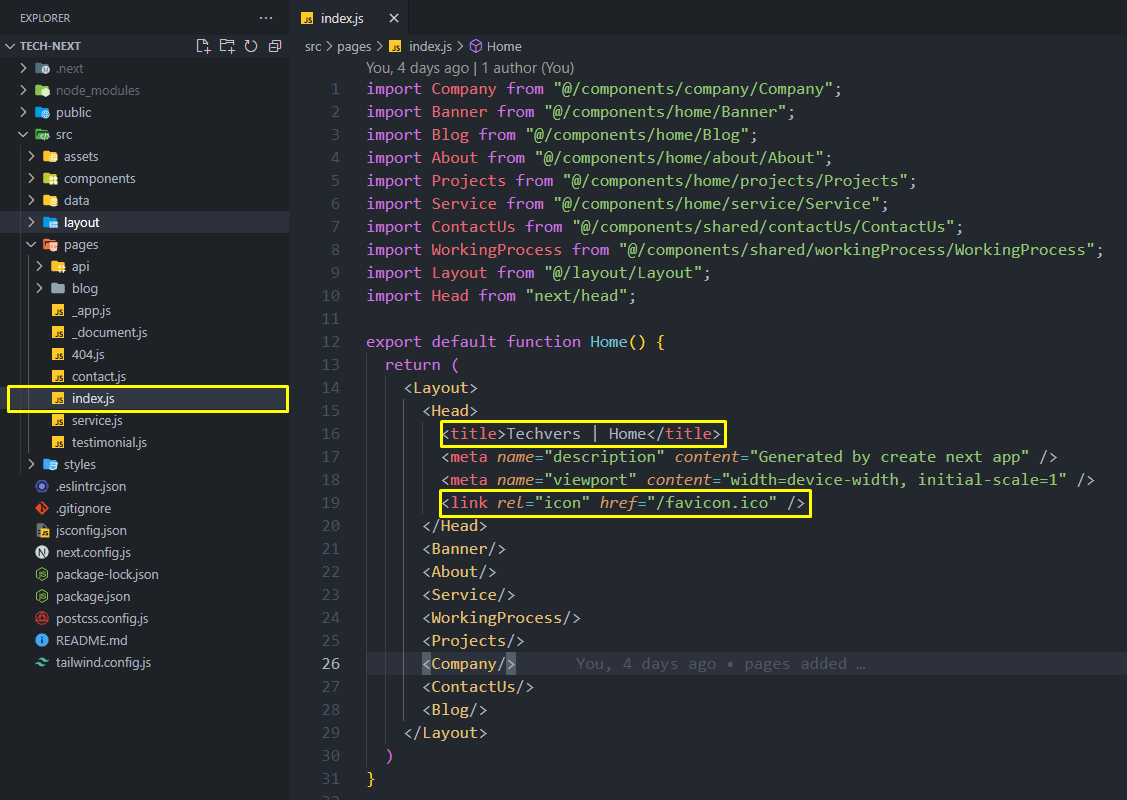 EXPLORER
TECH-NEXT
.next
node_modules
public
src
assets
components
data
layout
pages
api
blog
_app.js
_document.js
404.js
contact.js
index.js
service.js
testimonial.js
styles
.eslintrc.json
.gitignore
jsconfig.json
next.config.js
package-lock.json
package.json
postcss.config.js
README.md
tailwind.config.js
JS index.js
src > pages > JS index.js > Home
You, 4 days ago | 1 author (You)
1 import Company from "@/components/company/Company";
2 import Banner from "@/components/home/Banner";
3 import Blog from "@/components/home/Blog";
4 import About from "@/components/home/about/About";
5 import Projects from "@/components/home/projects/Projects";
6 import Service from "@/components/home/service/Service";
7 import ContactUs from "@/components/shared/contactUs/ContactUs";
8 import WorkingProcess from "@/components/shared/workingProcess/WorkingProcess";
9 import Layout from "@/layout/Layout";
10 import Head from "next/head";
11
12 export default function Home() {
13 return (
14 <Layout>
15 <Head>
16 <title>Techvers | Home</title>
17 <meta name="description" content="Generated by create next app" />
18 <meta name="viewport" content="width=device-width, initial-scale=1" />
19 <link rel="icon" href="/favicon.ico" />
20 </Head>
21 <Banner/>
22 <About/>
23 <Service/>
24 <WorkingProcess/>
25 <Projects/>
26 <Company/> You, 4 days ago • pages added …
27 <ContactUs/>
28 <Blog/>
29 </Layout>
30 )
31 }